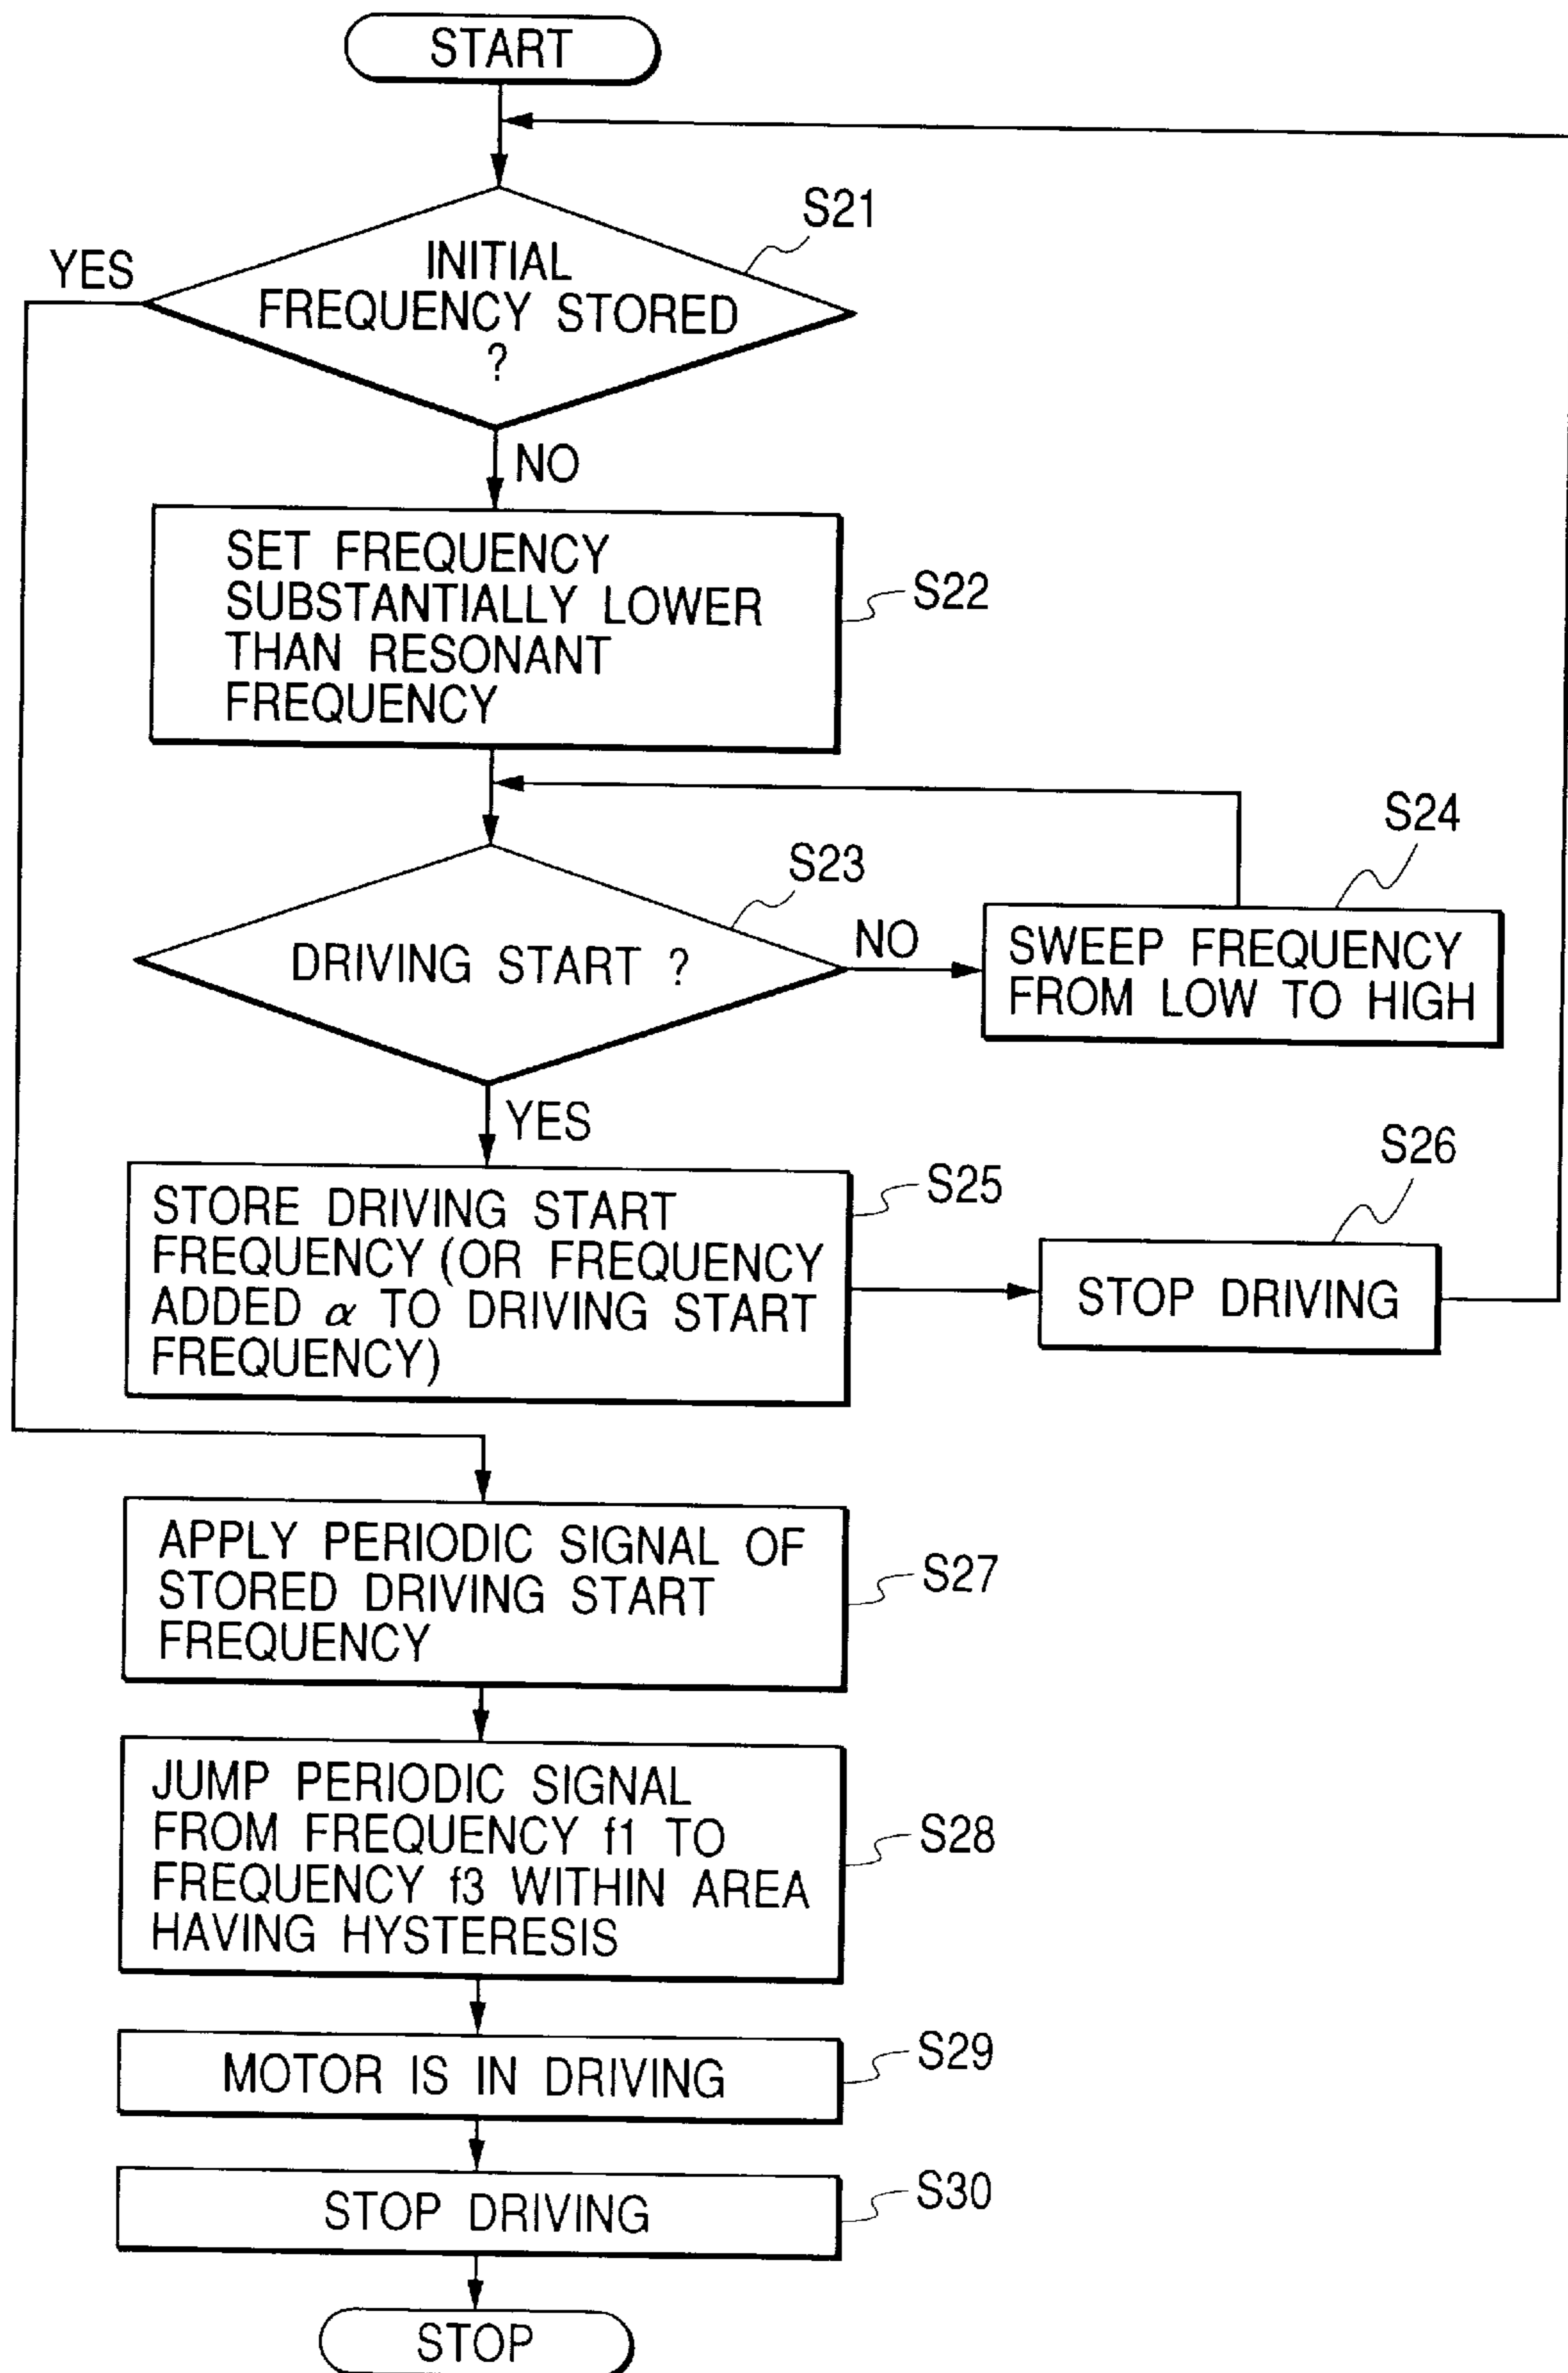 START
S21
YES
INITIAL
FREQUENCY STORED
?
NO
SET FREQUENCY
SUBSTANTIALLY LOWER
THAN RESONANT
FREQUENCY
S22
S23
DRIVING START ?
NO
S24
SWEEP FREQUENCY
FROM LOW TO HIGH
YES
STORE DRIVING START
FREQUENCY (OR FREQUENCY
ADDED α TO DRIVING START
FREQUENCY)
S25
S26
STOP DRIVING
APPLY PERIODIC SIGNAL OF
STORED DRIVING START
FREQUENCY
S27
JUMP PERIODIC SIGNAL
FROM FREQUENCY f1 TO
FREQUENCY f3 WITHIN AREA
HAVING HYSTERESIS
S28
MOTOR IS IN DRIVING
S29
STOP DRIVING
S30
STOP